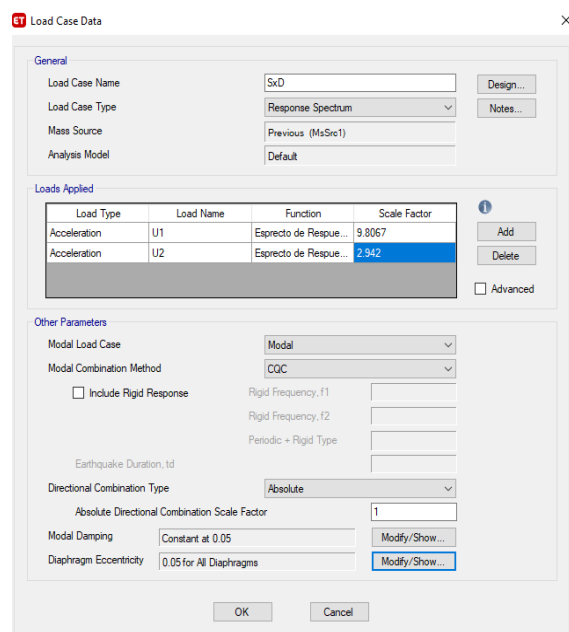 ET Load Case Data
General
Load Case Name SxD Design...
Load Case Type Response Spectrum Notes...
Mass Source Previous (MsSrc1)
Analysis Model Default
Loads Applied
Load Type Load Name Function Scale Factor
Acceleration U1 Esprecto de Respue... 9.8067 Add
Acceleration U2 Esprecto de Respue... 2.942 Delete
Advanced
Other Parameters
Modal Load Case Modal
Modal Combination Method CQC
Include Rigid Response Rigid Frequency, f1
Rigid Frequency, f2
Periodic + Rigid Type
Earthquake Duration, td
Directional Combination Type Absolute
Absolute Directional Combination Scale Factor 1
Modal Damping Constant at 0.05 Modify/Show...
Diaphragm Eccentricity 0.05 for All Diaphragms Modify/Show...
OK Cancel